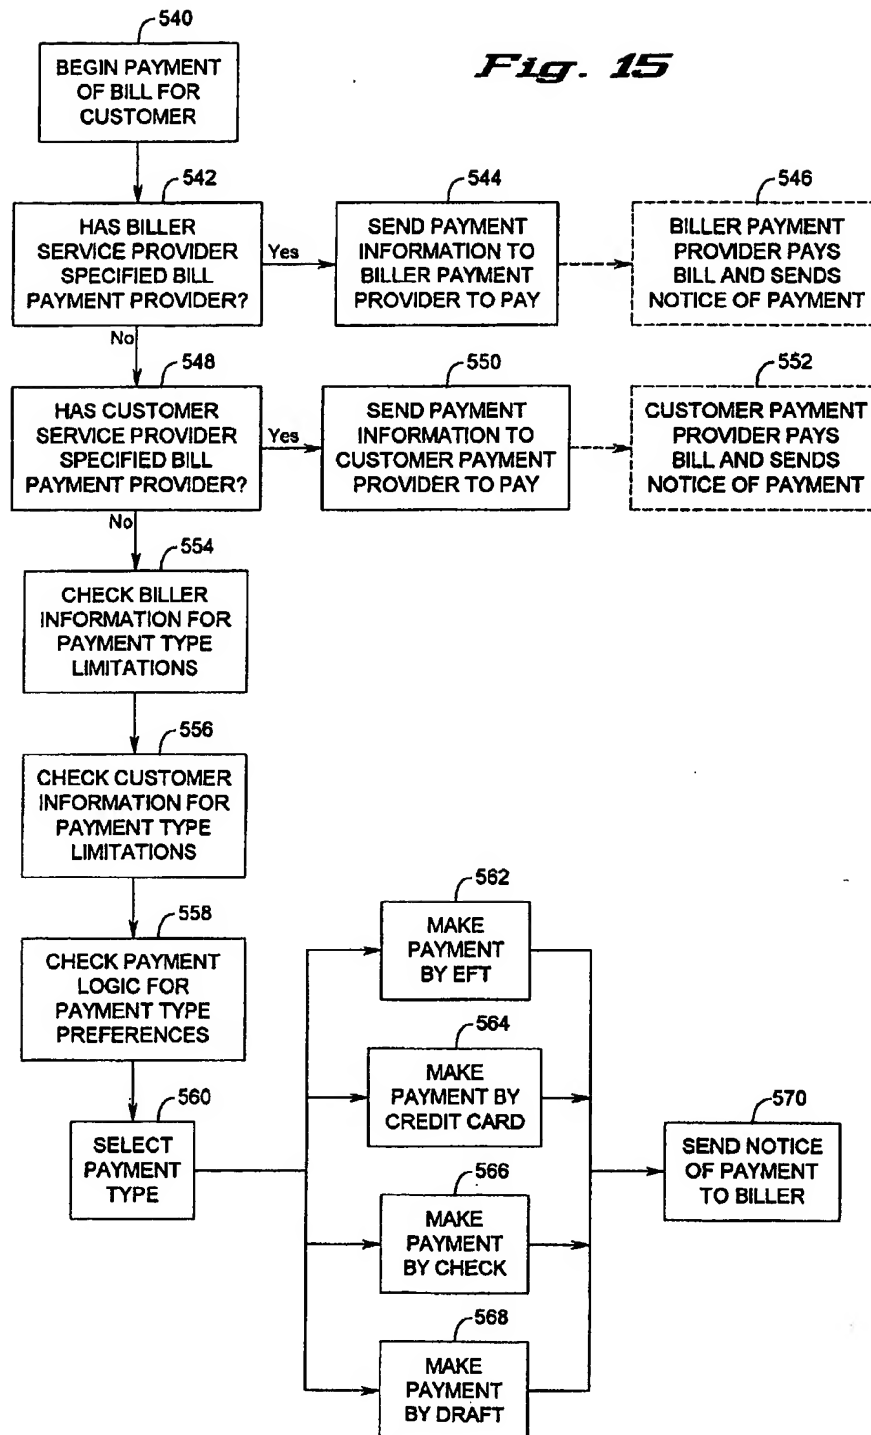 540
Fig. 15
BEGIN PAYMENT
OF BILL FOR
CUSTOMER
542
HAS BILLER
SERVICE PROVIDER
SPECIFIED BILL
PAYMENT PROVIDER?
Yes
544
SEND PAYMENT
INFORMATION TO
BILLER PAYMENT
PROVIDER TO PAY
546
BILLER PAYMENT
PROVIDER PAYS
BILL AND SENDS
NOTICE OF PAYMENT
No
548
HAS CUSTOMER
SERVICE PROVIDER
SPECIFIED BILL
PAYMENT PROVIDER?
Yes
550
SEND PAYMENT
INFORMATION TO
CUSTOMER PAYMENT
PROVIDER TO PAY
552
CUSTOMER PAYMENT
PROVIDER PAYS
BILL AND SENDS
NOTICE OF PAYMENT
No
554
CHECK BILLER
INFORMATION FOR
PAYMENT TYPE
LIMITATIONS
556
CHECK CUSTOMER
INFORMATION FOR
PAYMENT TYPE
LIMITATIONS
558
CHECK PAYMENT
LOGIC FOR
PAYMENT TYPE
PREFERENCES
560
SELECT
PAYMENT
TYPE
562
MAKE
PAYMENT
BY EFT
564
MAKE
PAYMENT BY
CREDIT CARD
566
MAKE
PAYMENT
BY CHECK
568
MAKE
PAYMENT
BY DRAFT
570
SEND NOTICE
OF PAYMENT
TO BILLER